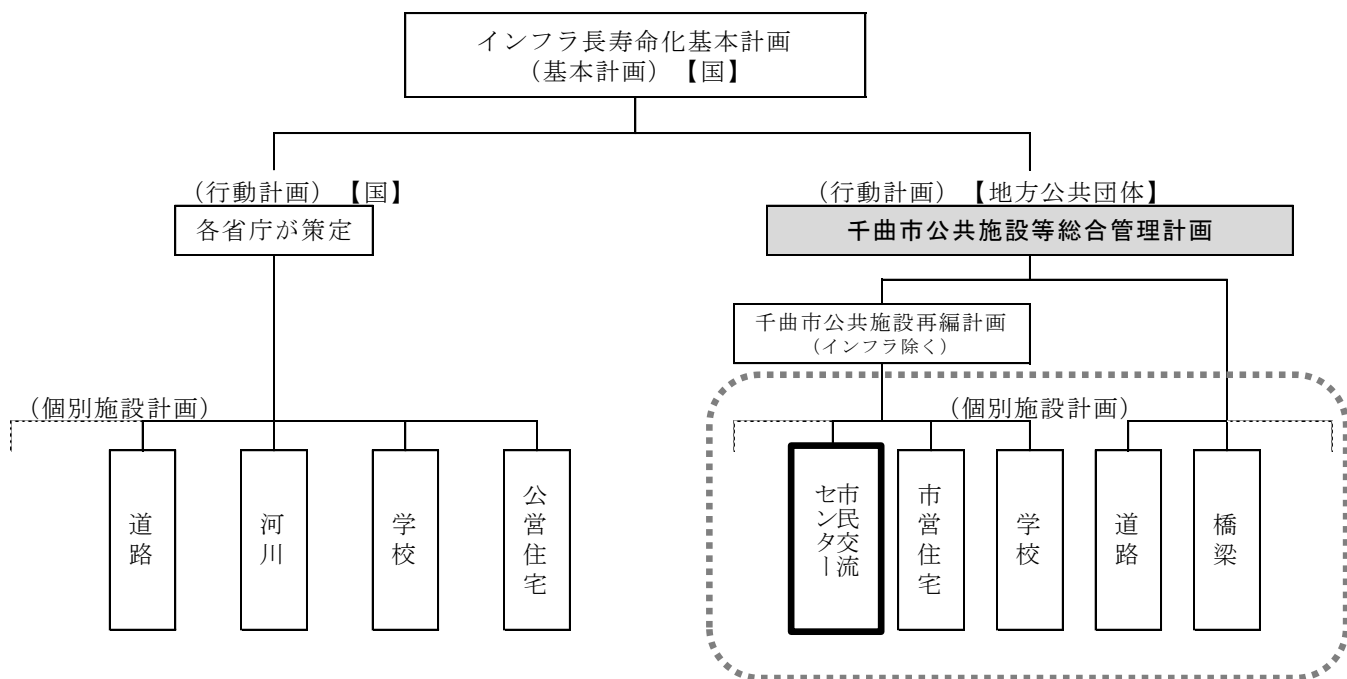 インフラ長寿命化基本計画
(基本計画)【国】
(行動計画)【国】
各省庁が策定
(行動計画)【地方公共団体】
千曲市公共施設等総合管理計画
千曲市公共施設再編計画
(インフラ除く)
(個別施設計画)
道路
河川
学校
公営住宅
(個別施設計画)
市民交流
センター
市営住宅
学校
道路
橋梁